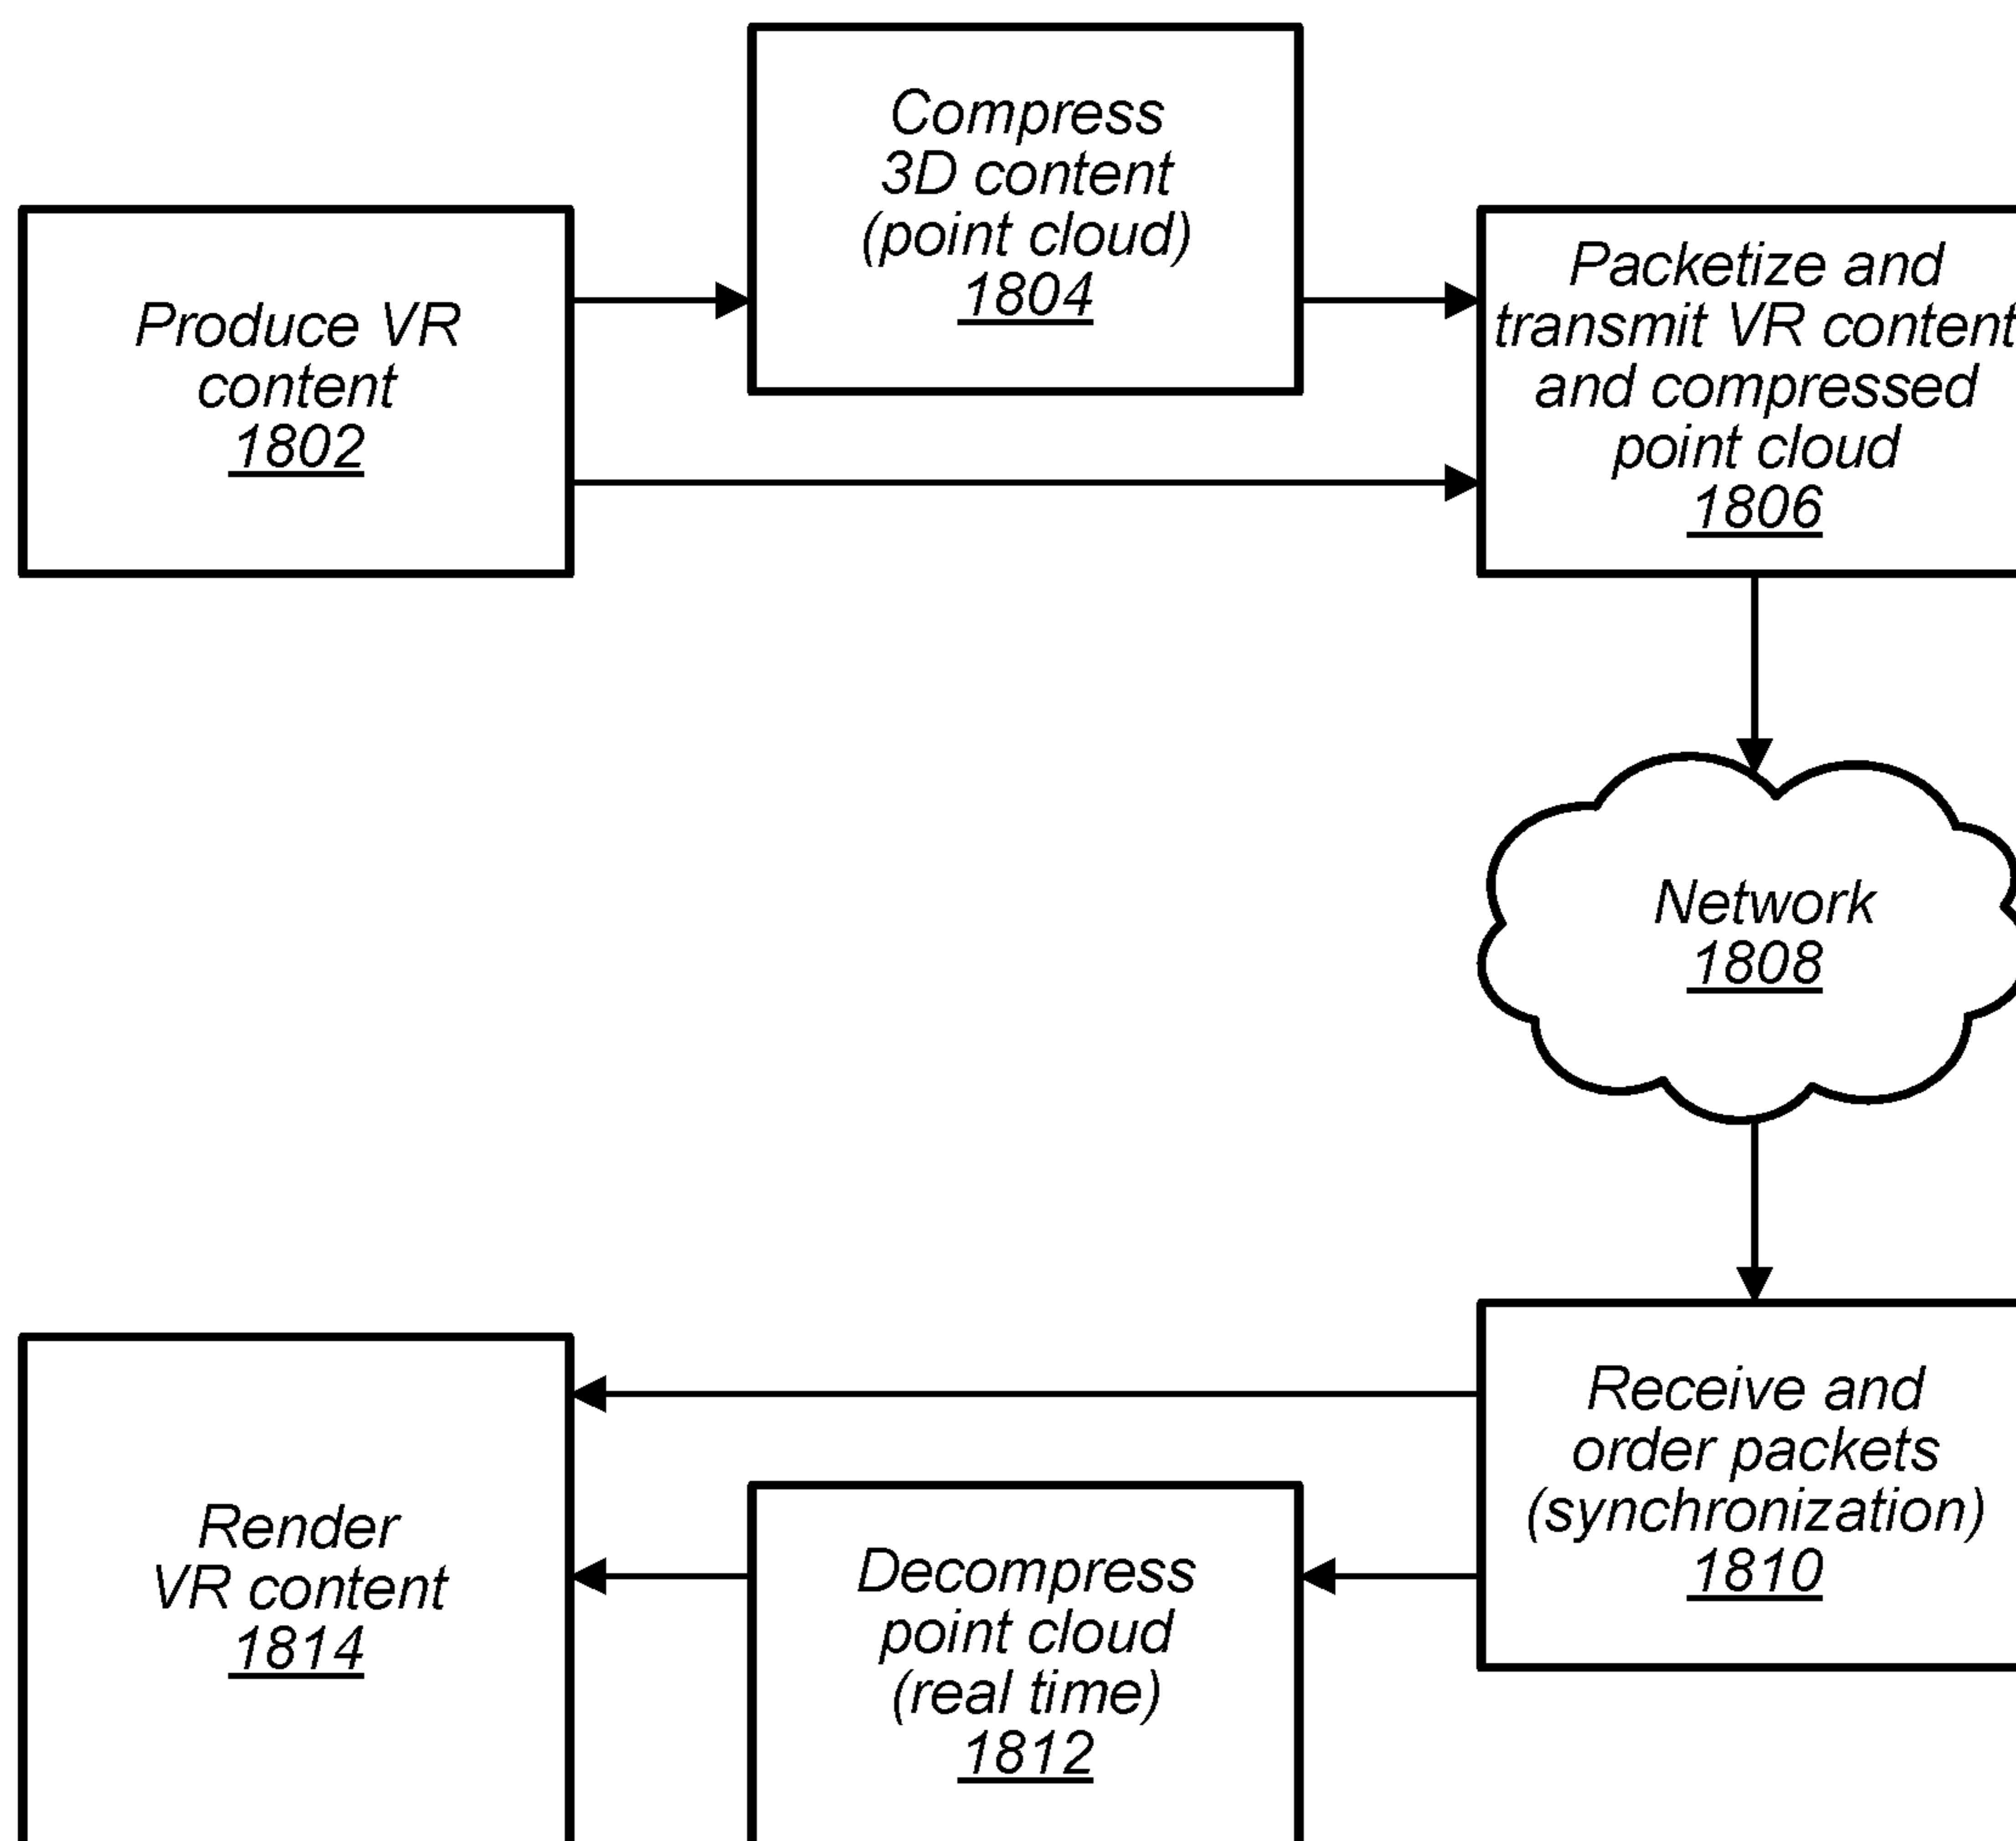 Compress
3D content
(point cloud)
1804
Produce VR
content
1802
Packetize and
transmit VR content
and compressed
point cloud
1806
Network
1808
Receive and
order packets
(synchronization)
1810
Render
VR content
1814
Decompress
point cloud
(real time)
1812